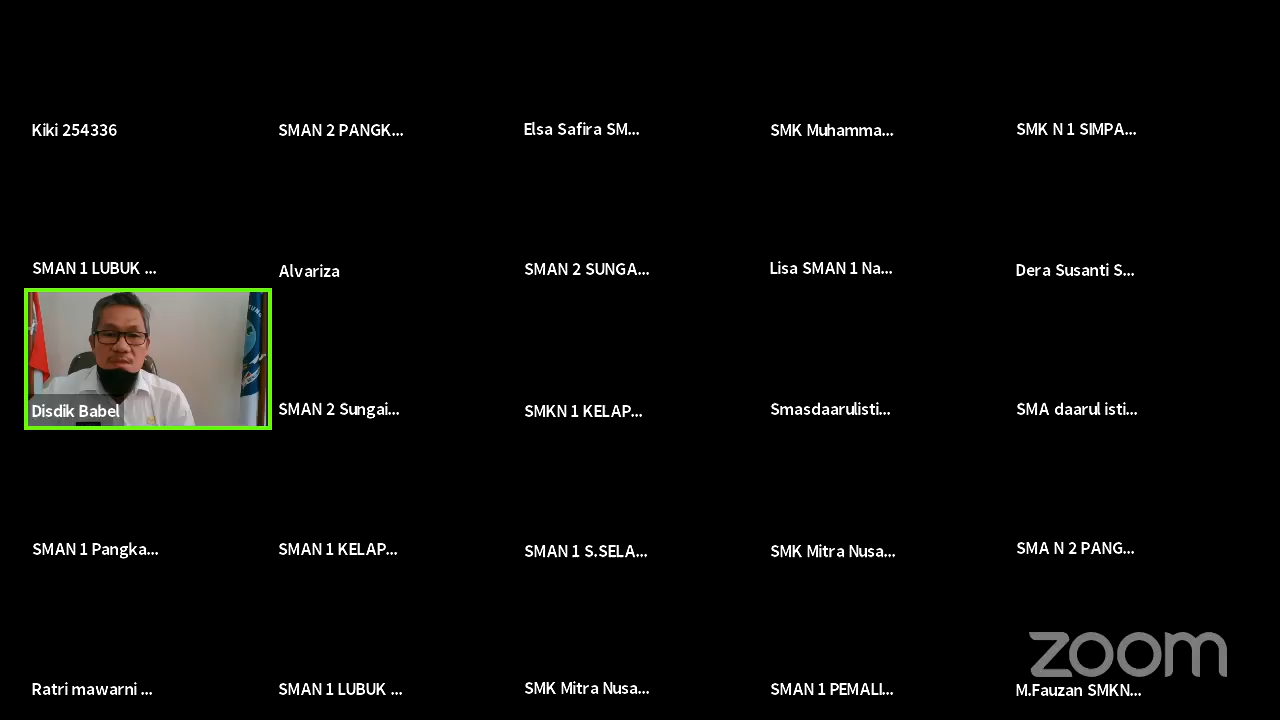 Kiki 254336
SMAN 2 PANGK...
Elsa Safira SM...
SMK Muhamma...
SMK N 1 SIMPA...
SMAN 1 LUBUK ...
Alvariza
SMAN 2 SUNGA...
Lisa SMAN 1 Na...
Dera Susanti S...
Disdik Babel
SMAN 2 Sungai...
SMKN 1 KELAP...
Smasdaarulisti...
SMA daarul isti...
SMAN 1 Pangka...
SMAN 1 KELAP...
SMAN 1 S.SELA...
SMK Mitra Nusa...
SMA N 2 PANG...
Ratri mawarni ...
SMAN 1 LUBUK ...
SMK Mitra Nusa...
SMAN 1 PEMALI...
zoom
M.Fauzan SMKN...